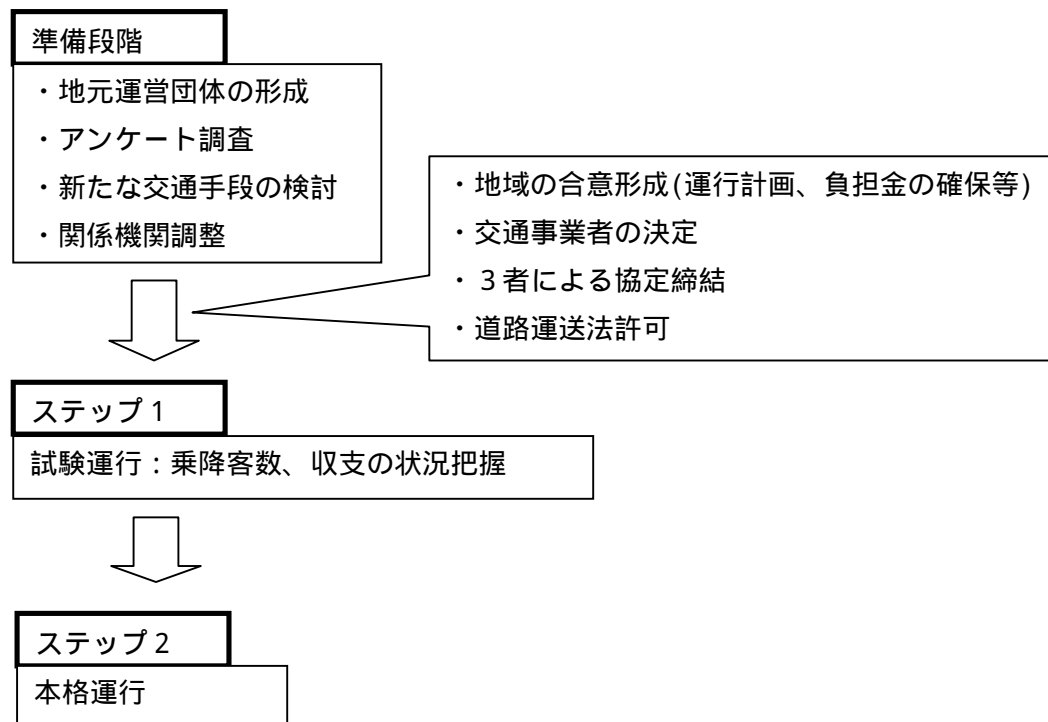 準備段階
・地元運営団体の形成
・アンケート調査
・新たな交通手段の検討
・関係機関調整
・地域の合意形成(運行計画、負担金の確保等)
・交通事業者の決定
・３者による協定締結
・道路運送法許可
ステップ１
試験運行：乗降客数、収支の状況把握
ステップ２
本格運行